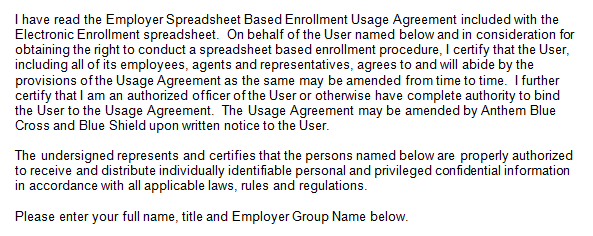 I have read the Employer Spreadsheet Based Enrollment Usage Agreement included with the
Electronic Enrollment spreadsheet.  On behalf of the User named below and in consideration for
obtaining the right to conduct a spreadsheet based enrollment procedure, I certify that the User,
including all of its employees, agents and representatives, agrees to and will abide by the
provisions of the Usage Agreement as the same may be amended from time to time.  I further
certify that I am an authorized officer of the User or otherwise have complete authority to bind
the User to the Usage Agreement.  The Usage Agreement may be amended by Anthem Blue
Cross and Blue Shield upon written notice to the User.
The undersigned represents and certifies that the persons named below are properly authorized
to receive and distribute individually identifiable personal and privileged confidential information
in accordance with all applicable laws, rules and regulations.
Please enter your full name, title and Employer Group Name below.